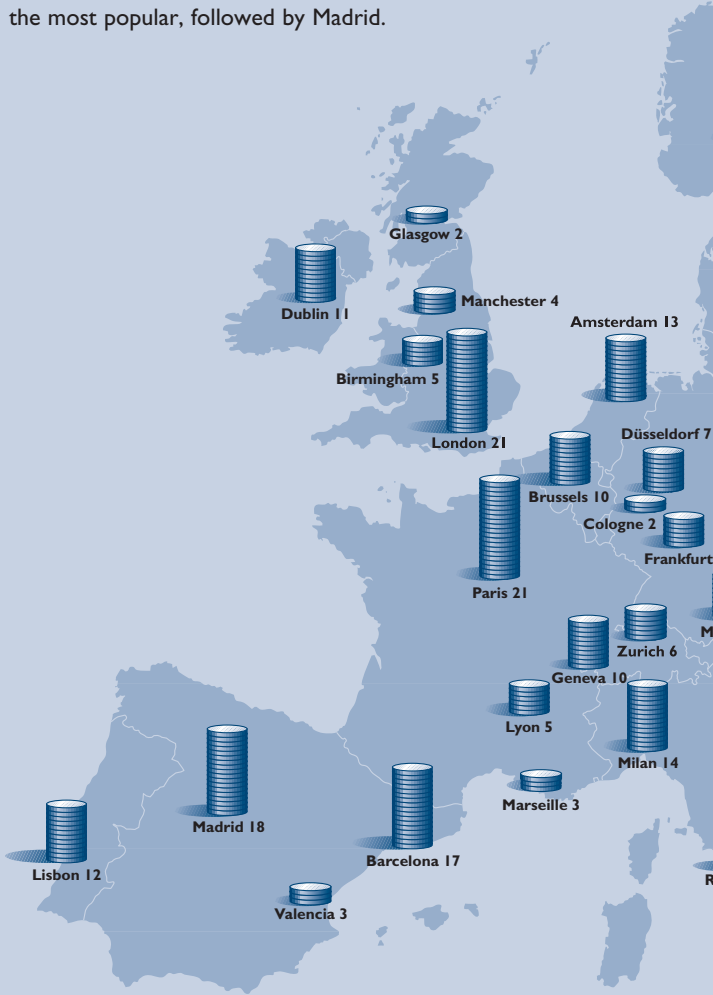 the most popular, followed by Madrid.
Glasgow 2
Dublin 11
Manchester 4
Amsterdam 13
Birmingham 5
London 21
Düsseldorf 7
Brussels 10
Cologne 2
Frankfurt
Paris 21
M
Zurich 6
Geneva 10
Lyon 5
Milan 14
Marseille 3
Madrid 18
Barcelona 17
Lisbon 12
R
Valencia 3